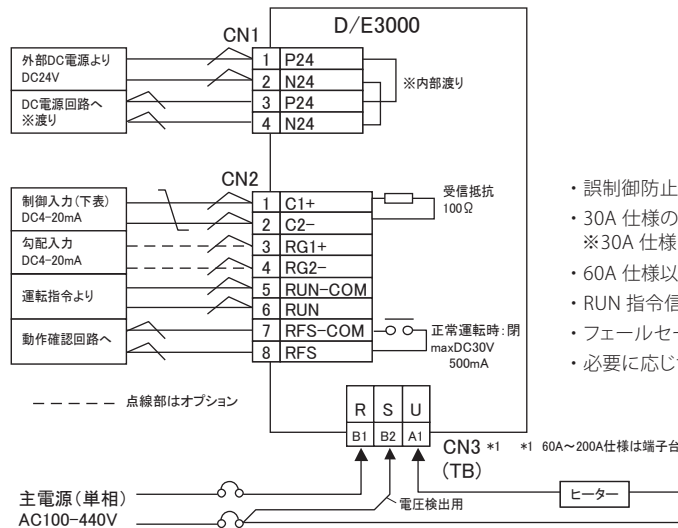 D/E3000
CN1
外部DC電源より
DC24V
DC電源回路へ
※渡り
1 P24
2 N24
3 P24
4 N24
※内部渡り
CN2
制御入力(下表)
DC4-20mA
勾配入力
DC4-20mA
運転指令より
動作確認回路へ
1 C1+
2 C2-
3 RG1+
4 RG2-
5 RUN-COM
6 RUN
7 RFS-COM
8 RFS
受信抵抗
100Ω
正常運転時:閉
maxDC30V
500mA
点線部はオプション
R S U
B1 B2 A1
CN3 *1
(TB)
*1 60A~200A仕様は端子台
ヒーター
電圧検出用
主電源(単相)
AC100-440V
・誤制御防止
・30A 仕様の
※30A 仕様
・60A 仕様以
・RUN 指令信
・フェールセー
・必要に応じ